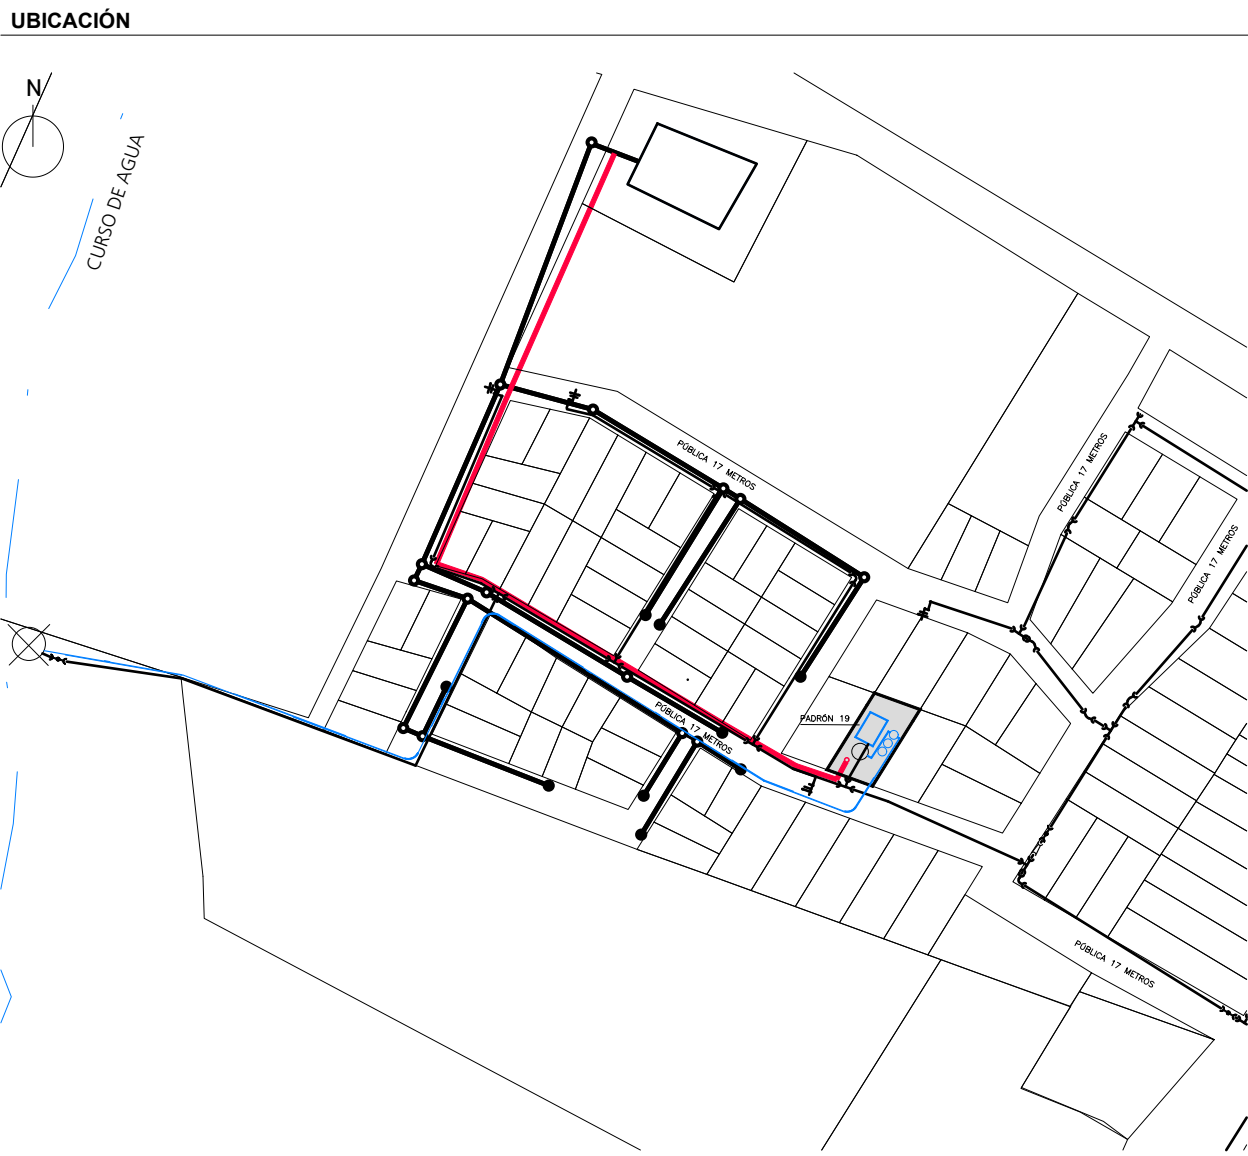 UBICACIÓN
N
CURSO DE AGUA
PÚBLICA 17 METROS
PÚBLICA 17 METROS
PÚBLICA 17 METROS
PADRÓN 19
PÚBLICA 17 METROS
PÚBLICA 17 METROS